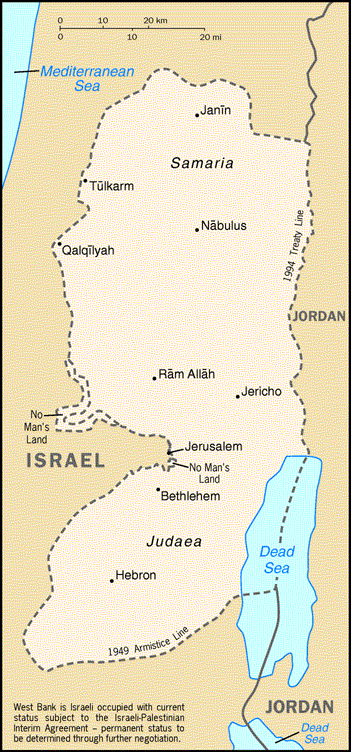 0 10 20 km
0 10 20 mi
Mediterranean
Sea
Janīn
Samaria
Tūlkarm
Nābulus
Qalqīlyah
1994 Treaty Line
JORDAN
Rām Allāh
Jericho
No
Man's
Land
Jerusalem
ISRAEL
No Man's
Land
Bethlehem
Judaea
Dead
Sea
Hebron
1949 Armistice Line
JORDAN
Dead
Sea
West Bank is Israeli occupied with current
status subject to the Israeli-Palestinian
Interim Agreement – permanent status to
be determined through further negotiation.